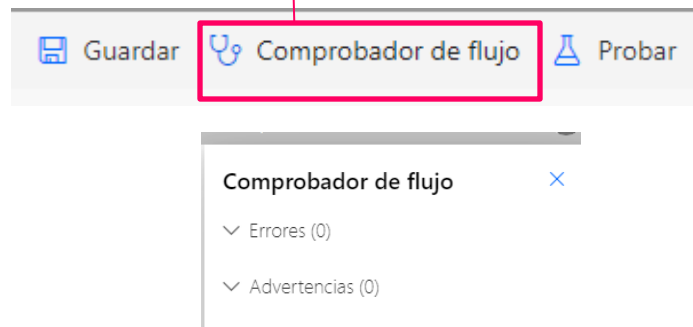 Guardar Comprobador de flujo Probar
Comprobador de flujo
Errores (0)
Advertencias (0)